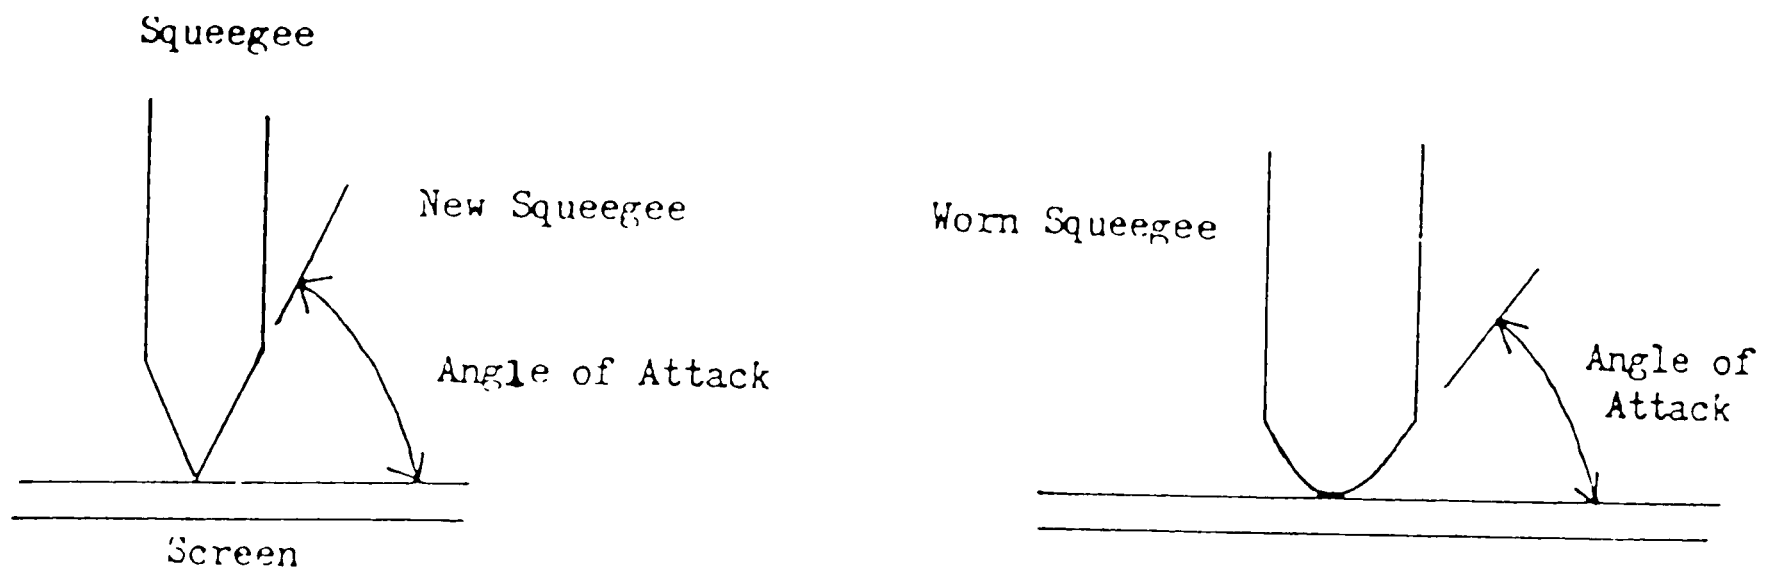 Squeegee
New Squeegee
Angle of Attack
Screen
Worn Squeegee
Angle of
Attack